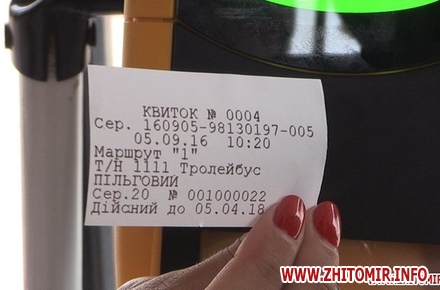 КВИТОК № 0004
Сер. 160905-98130197-005
05.09.16 10:20
Маршрут "1"
Т/Н 1111 Тролейбус
ПІЛЬГОВИЙ
Сер.20 № 001000022
Дійсний до 05.04.18
WWW.ZHITOMIR.INFO